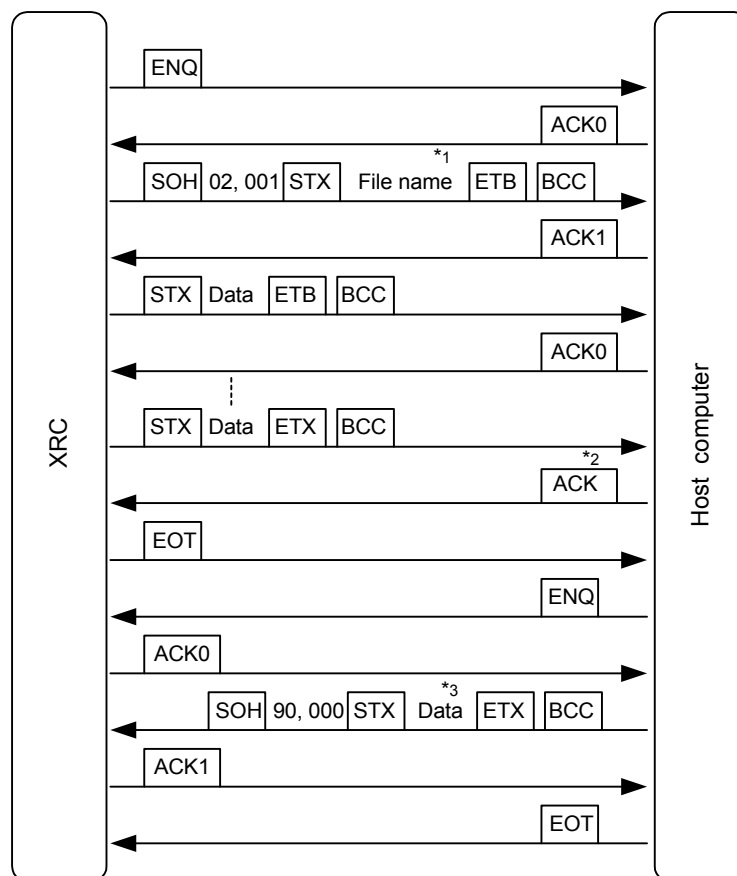 ENQ
ACK0
*1
SOH 02, 001 STX File name ETB BCC
ACK1
STX Data ETB BCC
ACK0
STX Data ETX BCC
*2
ACK
EOT
ENQ
ACK0
*3
SOH 90, 000 STX Data ETX BCC
ACK1
EOT
XRC
Host computer